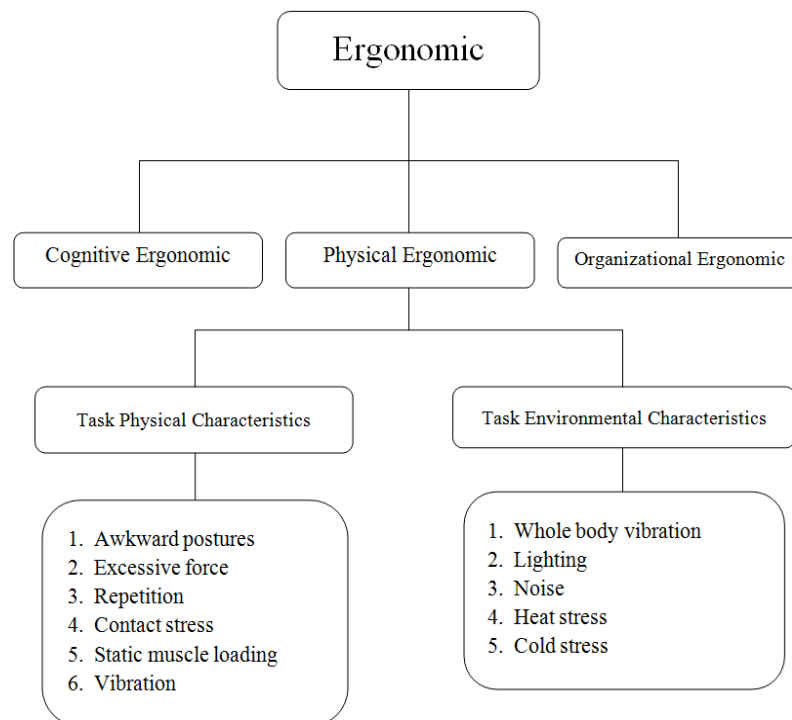 Ergonomic
Cognitive Ergonomic
Physical Ergonomic
Organizational Ergonomic
Task Physical Characteristics
Task Environmental Characteristics
1. Awkward postures
2. Excessive force
3. Repetition
4. Contact stress
5. Static muscle loading
6. Vibration
1. Whole body vibration
2. Lighting
3. Noise
4. Heat stress
5. Cold stress